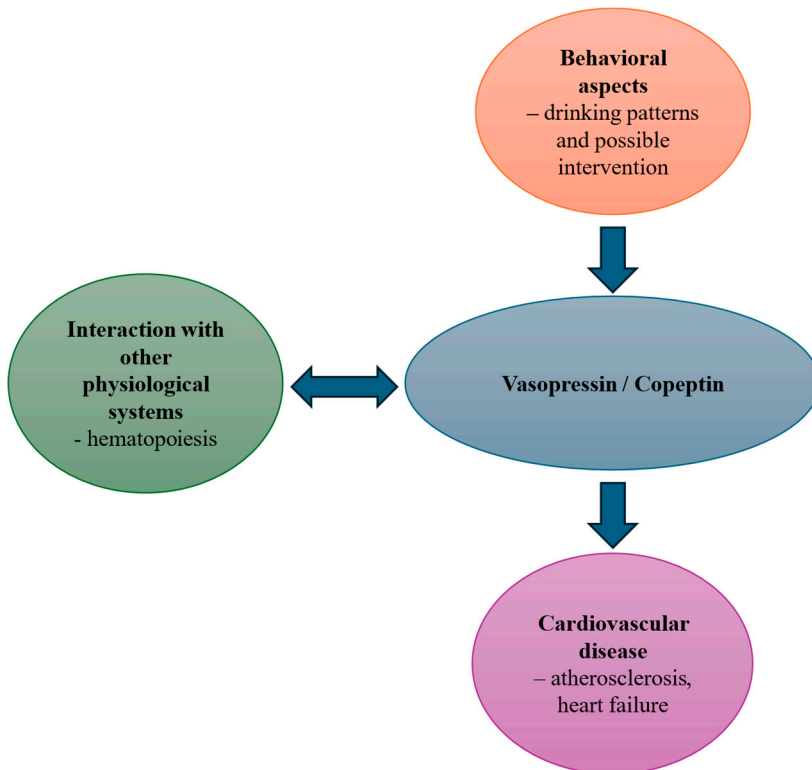 Behavioral
aspects
– drinking patterns
and possible
intervention
Interaction with
other
physiological
systems
- hematopoiesis
Vasopressin / Copeptin
Cardiovascular
disease
– atherosclerosis,
heart failure